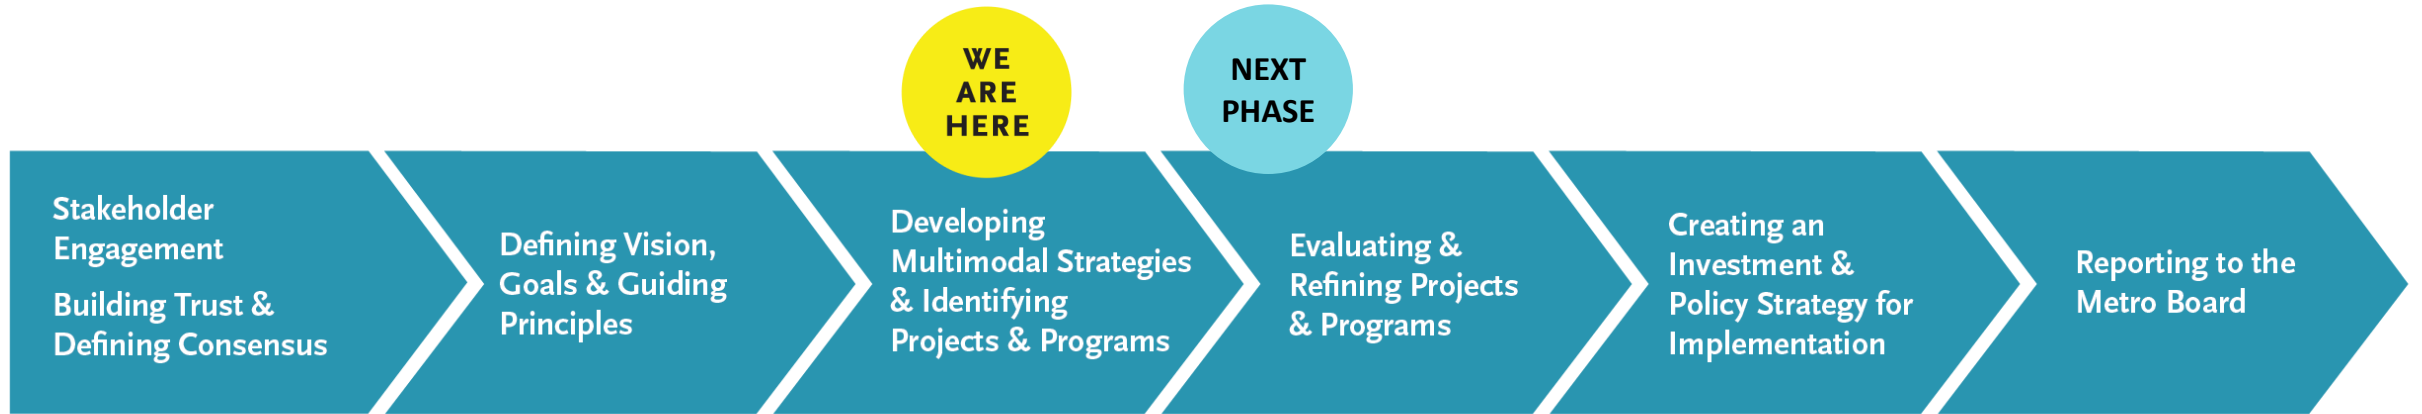 WE
ARE
HERE
NEXT
PHASE
Stakeholder
Engagement
Building Trust &
Defining Consensus
Defining Vision,
Goals & Guiding
Principles
Developing
Multimodal Strategies
& Identifying
Projects & Programs
Evaluating &
Refining Projects
& Programs
Creating an
Investment &
Policy Strategy for
Implementation
Reporting to the
Metro Board